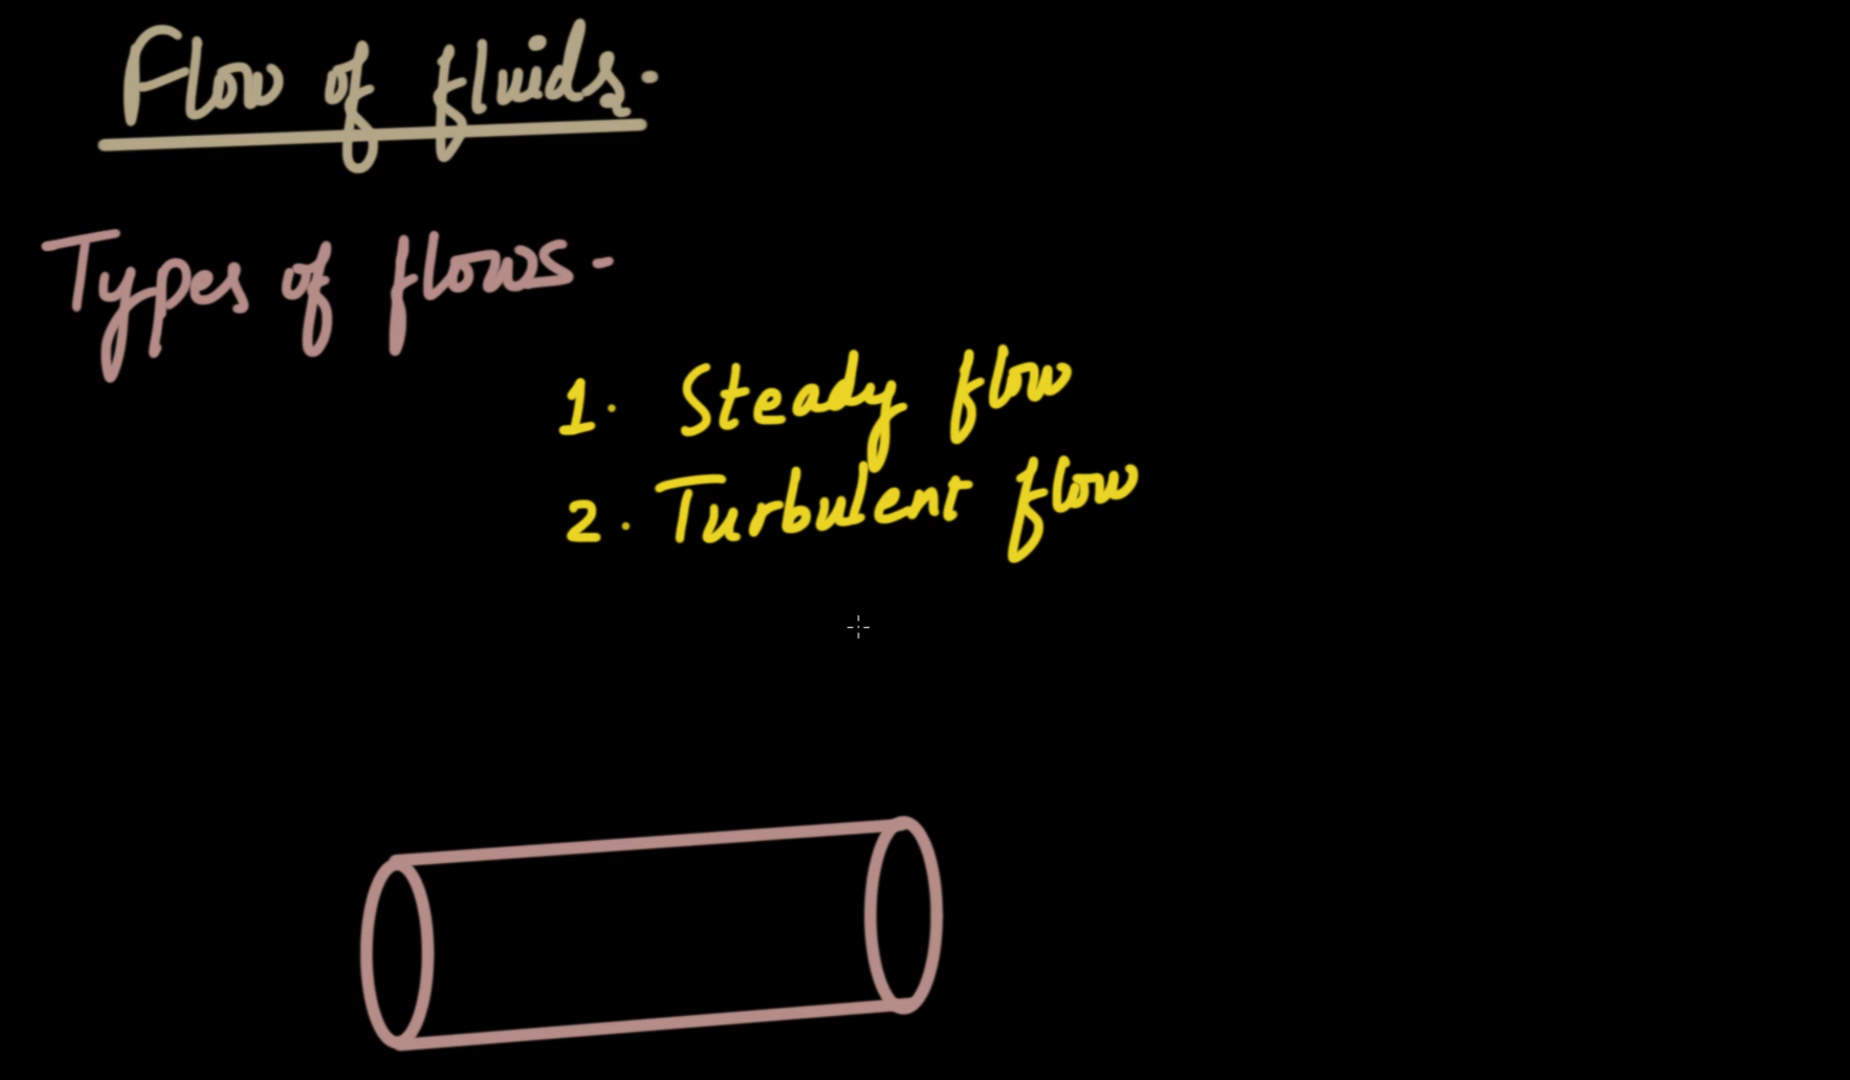 Flow of fluids.
Types of flows -
1. Steady flow
2. Turbulent flow